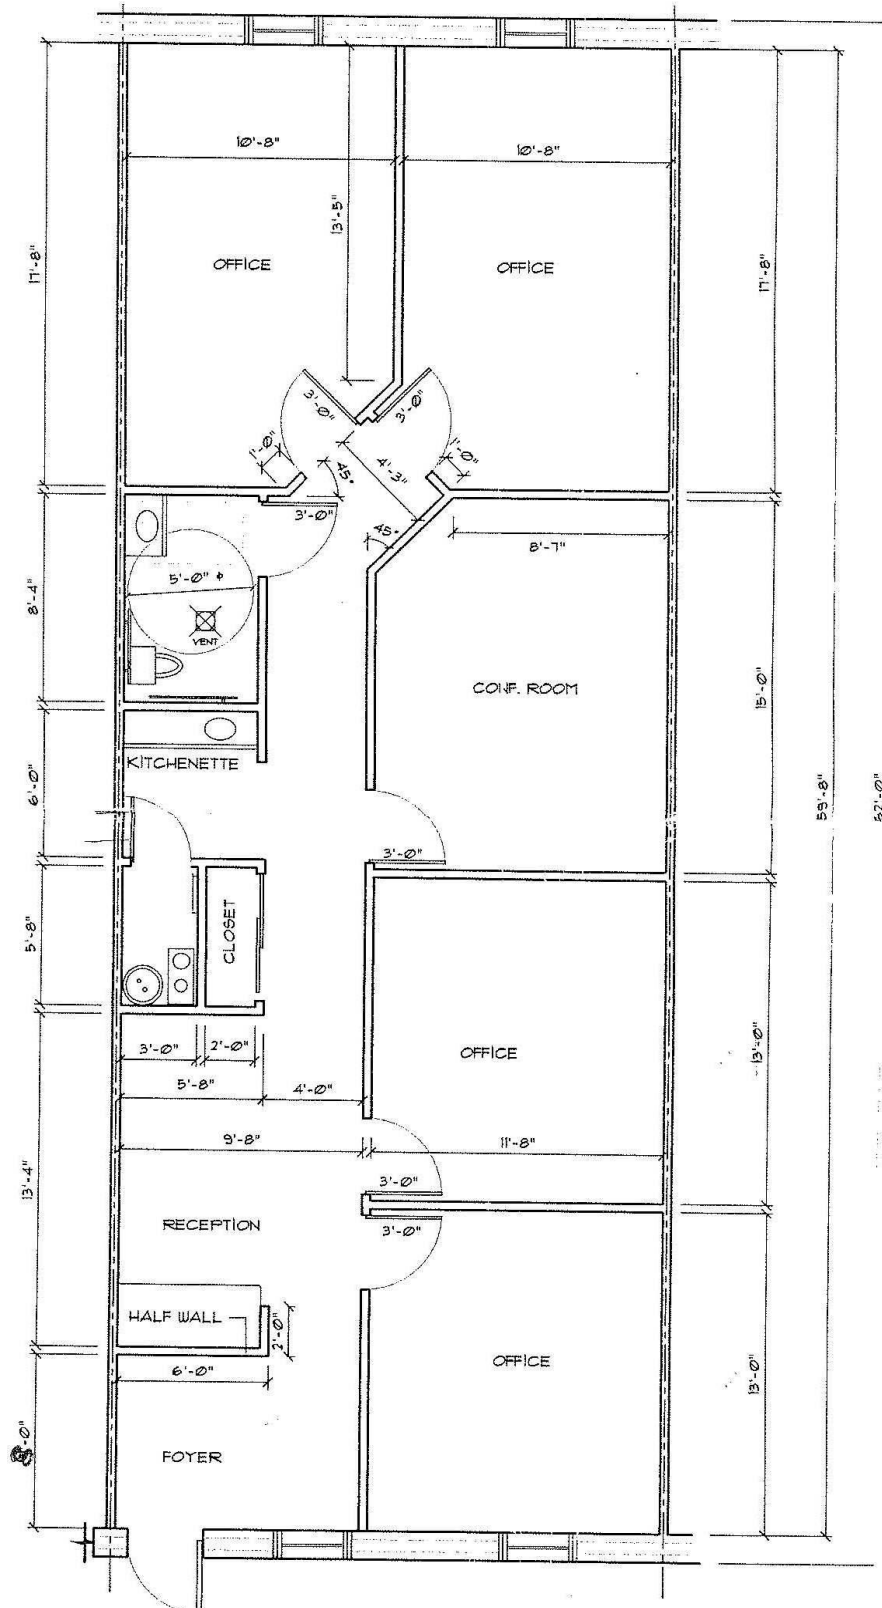 10'-8"
10'-8"
13'-5"
17'-8"
17'-8"
OFFICE
OFFICE
3'-0"
3'-0"
1'-0"
1'-0"
45°
4'-3"
3'-0"
45°
8'-7"
5'-0" φ
8'-4"
VENT
CONF. ROOM
15'-0"
KITCHENETTE
6'-0"
59'-8"
3'-0"
CLOSET
5'-8"
OFFICE
13'-0"
3'-0"
2'-0"
5'-8"
4'-0"
9'-8"
11'-8"
13'-4"
3'-0"
RECEPTION
3'-0"
HALF WALL
2'-0"
6'-0"
OFFICE
13'-0"
FOYER